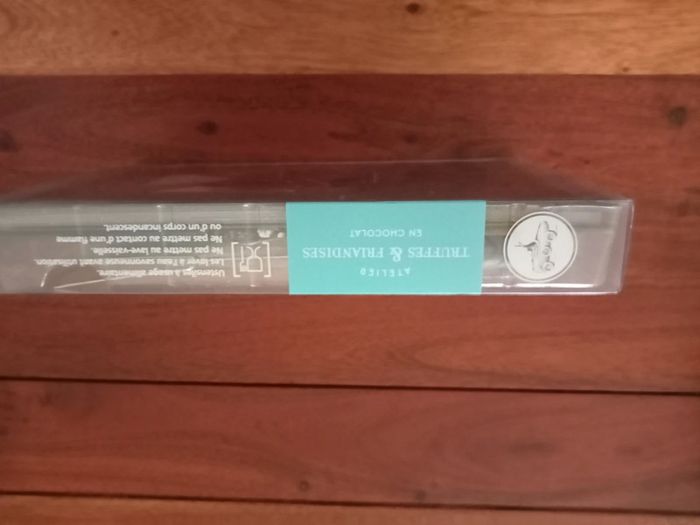 ATELIER
TRUFFES & FRIANDISES
EN CHOCOLAT
Ustensiles à usage alimentaire.
Les laver à l'eau savonneuse avant utilisation
Ne pas mettre au lave-vaisselle.
Ne pas mettre au contact d'une flamme
ou d'un corps incandescent.